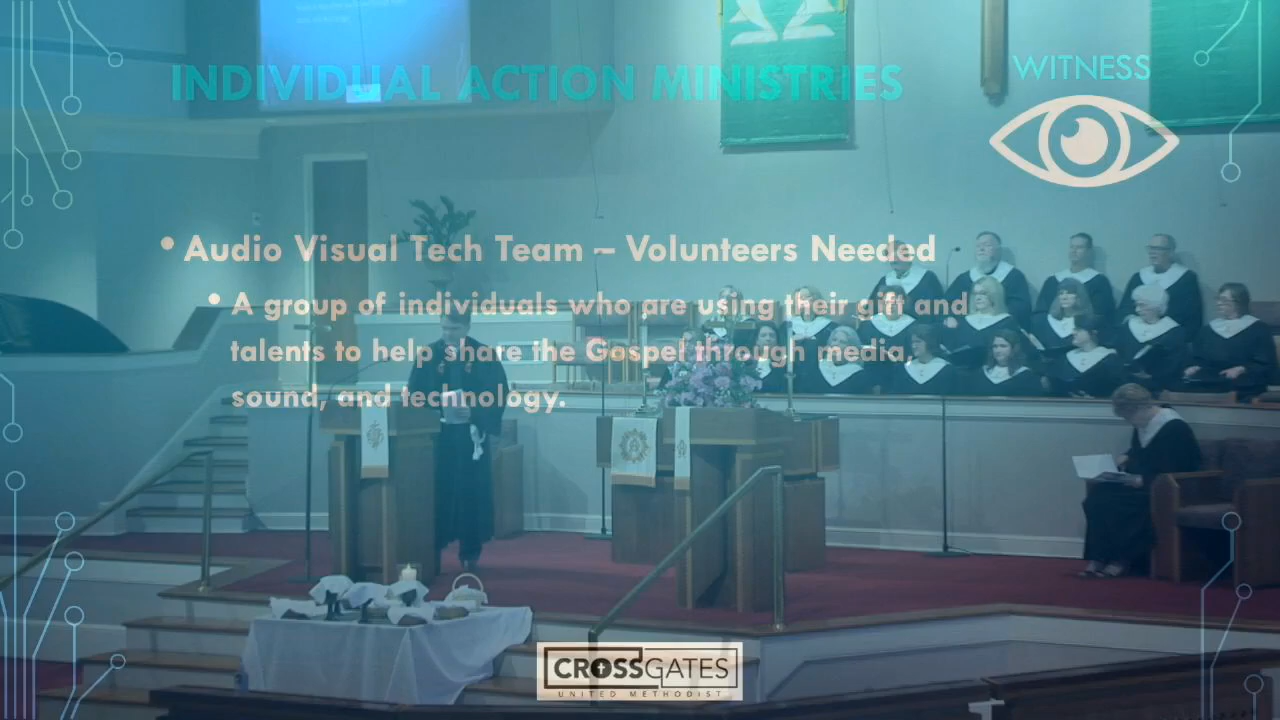 INDIVIDUAL ACTION MINISTRIES
WITNESS
• Audio Visual Tech Team – Volunteers Needed
• A group of individuals who are using their gift and
talents to help share the Gospel through media,
sound, and technology.
CROSSGATES
UNITED METHODIST